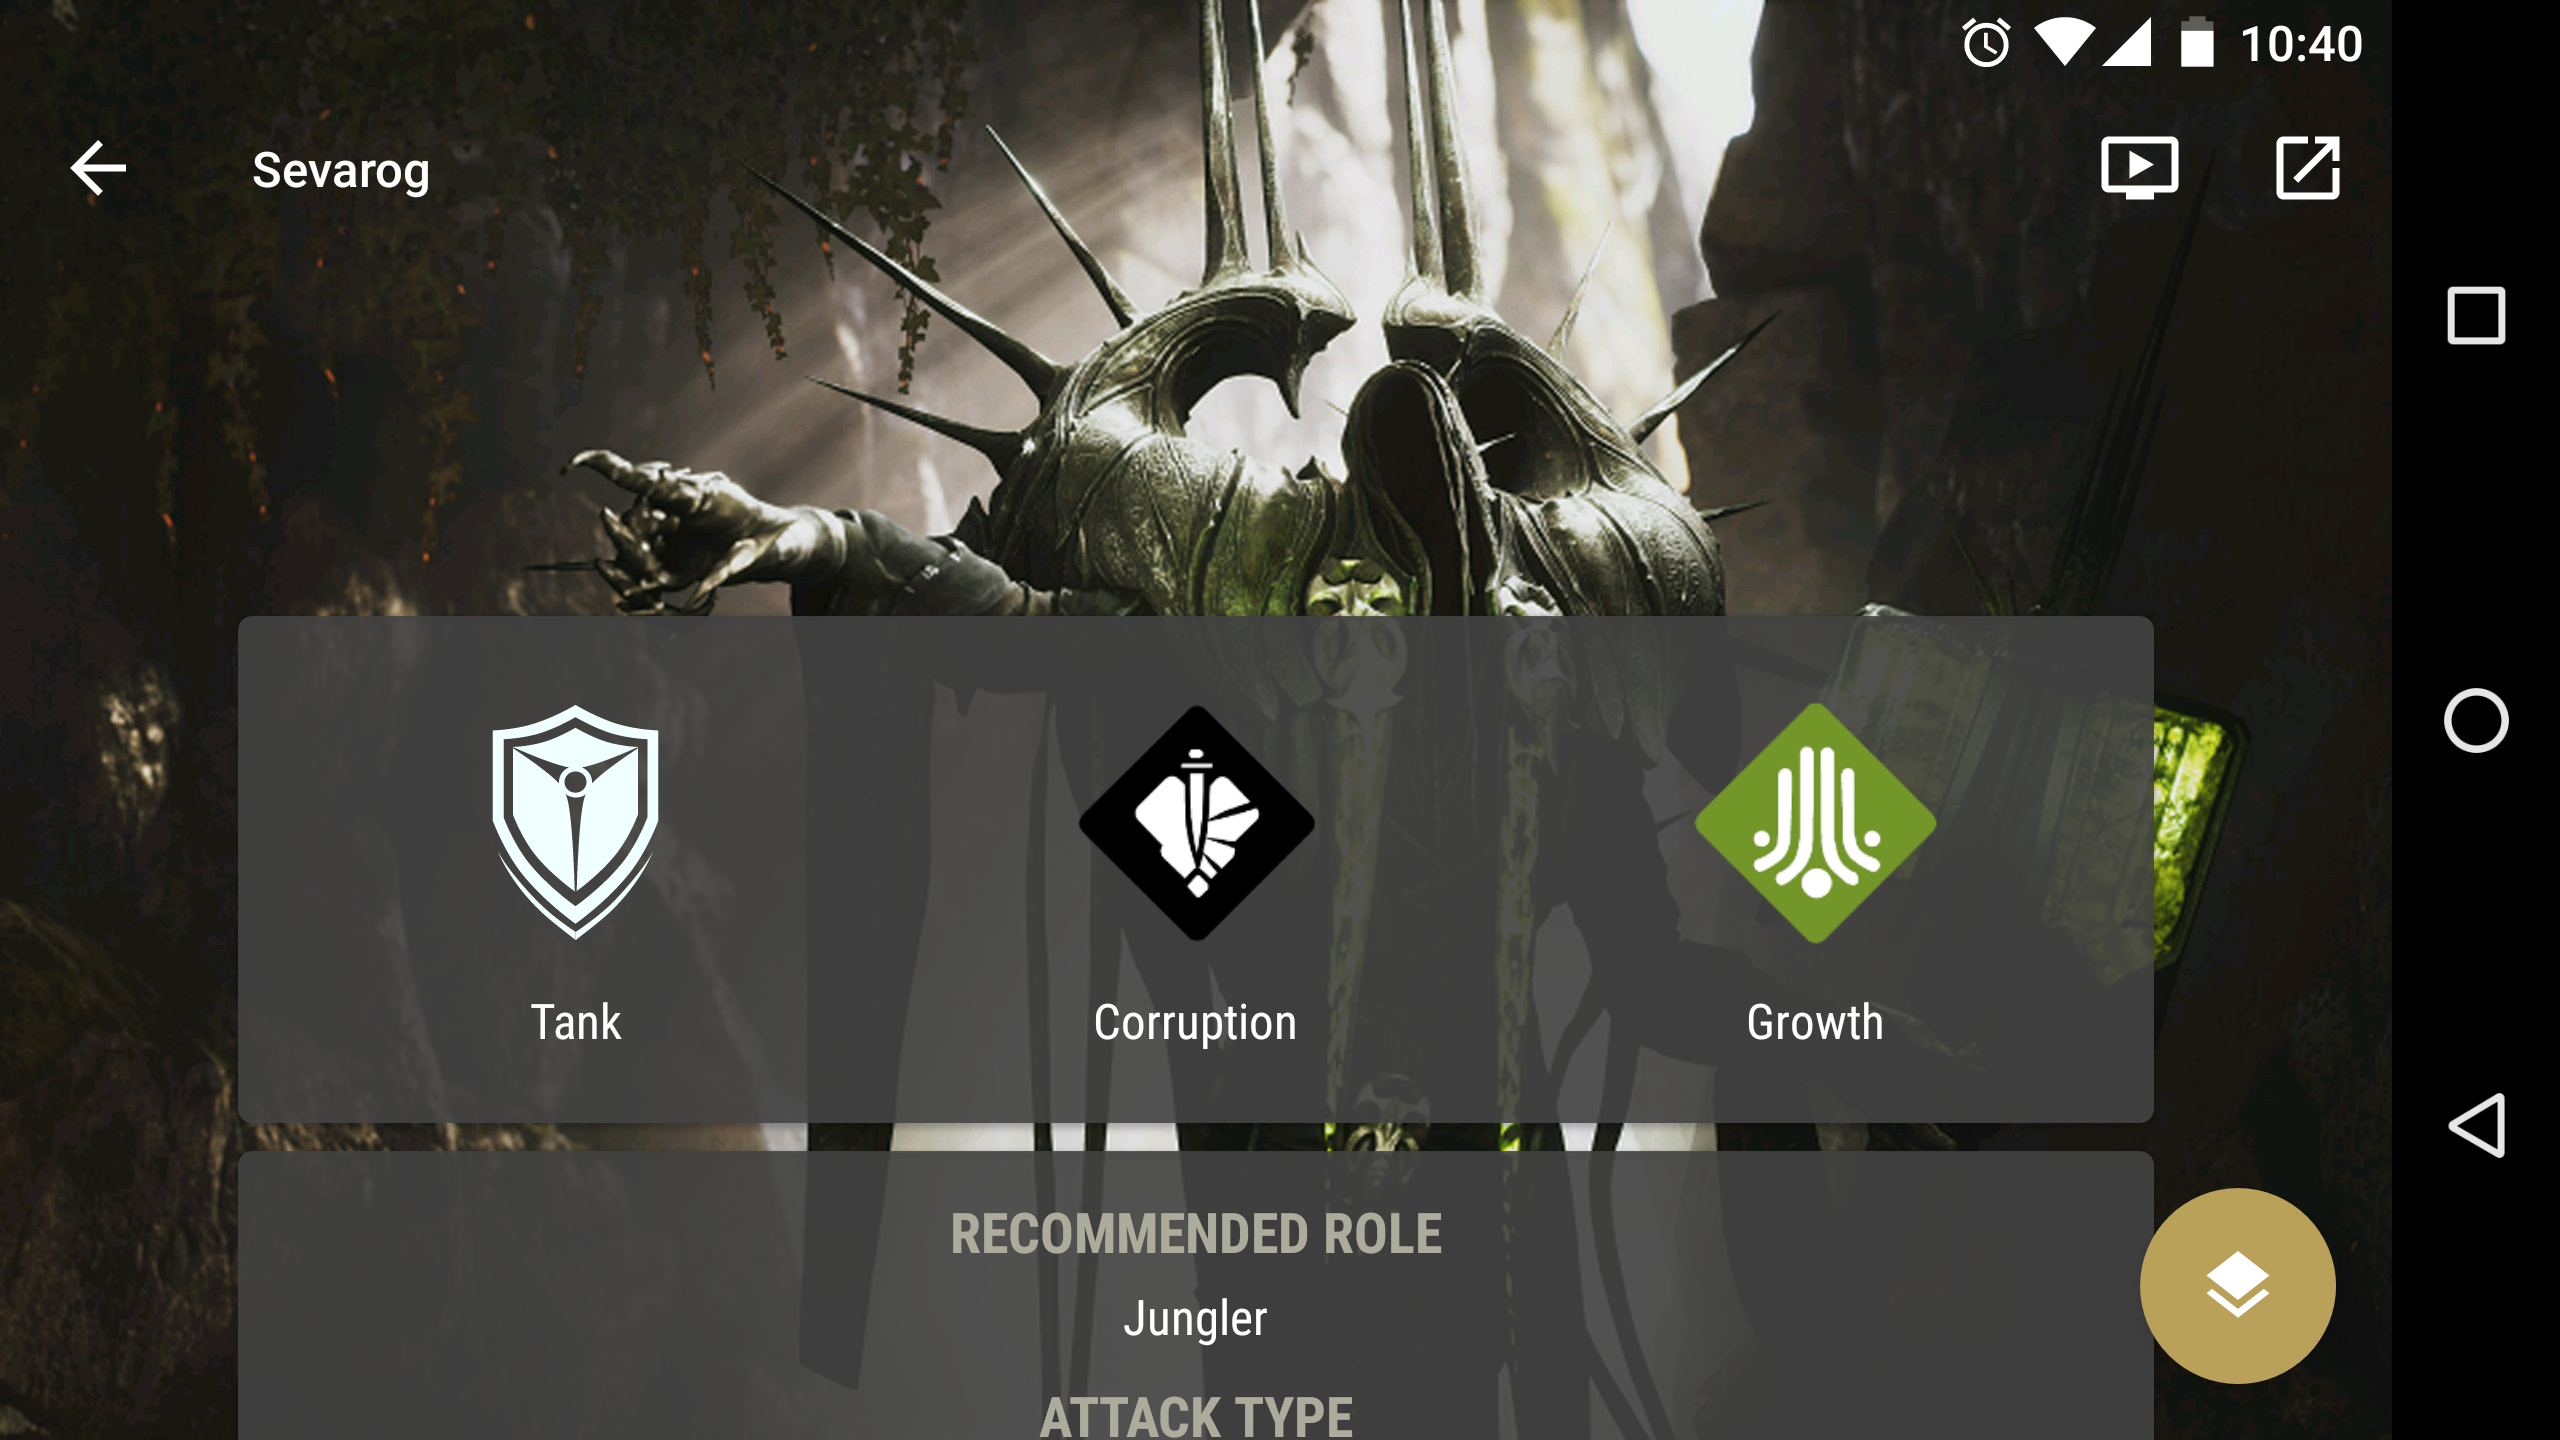 10:40
Sevarog
Tank
Corruption
Growth
RECOMMENDED ROLE
Jungler
ATTACK TYPE